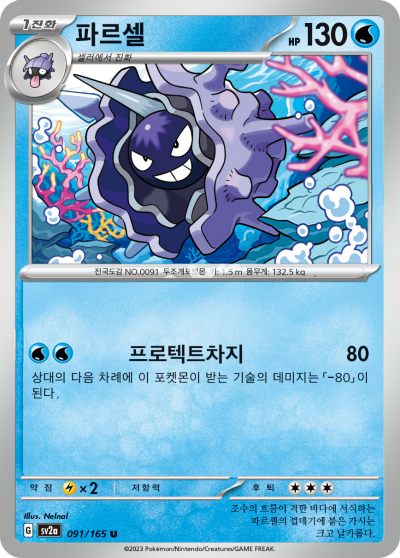 1진화
파르셀
HP 130
셀러에서 진화
전국도감 NO.0091 두조개포켓몬 키: 1.5 m 몸무게: 132.5 kg
프로텍트차지 80
상대의 다음 차례에 이 포켓몬이 받는 기술의 데미지는 「-80」이
된다.
약점 ×2 저항력 후퇴
Illus. Nelnal
G sv2a 091/165 U
조수의 흐름이 격한 바다에 서식하는
파르셀의 껍데기에 붙은 가시는
크고 날카롭다.
©2023 Pokémon/Nintendo/Creatures/GAME FREAK.